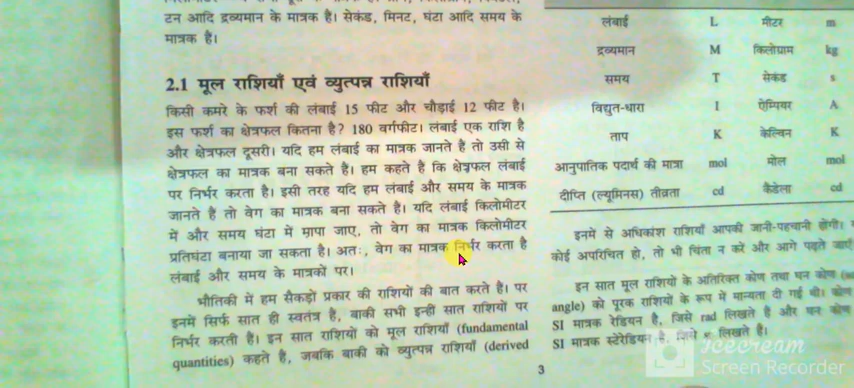 टन आदि द्रव्यमान के मात्रक है। सेकंड, मिनट, घंटा आदि समय के
मात्रक हैं।
2.1 मूल राशियाँ एवं व्युत्पन्न राशियाँ
किसी कमरे के फर्श की लंबाई 15 फीट और चौड़ाई 12 फीट है।
इस फर्श का क्षेत्रफल कितना है? 180 वर्गफीट। लंबाई एक राशि है
और क्षेत्रफल दूसरी। यदि हम लंबाई का मात्रक जानते है तो उसी से
क्षेत्रफल का मात्रक बना सकते है। हम कहते है कि क्षेत्रफल लंबाई
पर निर्भर करता है। इसी तरह यदि हम लंबाई और समय के मात्रक
जानते हैं तो वेग का मात्रक बना सकते हैं। यदि लंबाई किलोमीटर
में और समय घंटा में मापा जाए, तो वेग का मात्रक किलोमीटर
प्रतिघंटा बनाया जा सकता है। अतः, वेग का मात्रक निर्भर करता है
लंबाई और समय के मात्रकों पर।
भौतिकी में हम सैकड़ों प्रकार की राशियों की बात करते है। पर
इनमें सिर्फ सात ही स्वतंत्र है, बाकी सभी इन्हीं सात राशियों पर
निर्भर करती हैं। इन सात राशियों को मूल राशियाँ (fundamental
quantities) कहते है, जबकि बाकी को व्युत्पन्न राशियाँ (derived
लंबाई L मीटर m
द्रव्यमान M किलोग्राम kg
समय T सेकंड s
विद्युत-धारा I ऐम्पियर A
ताप K केल्विन K
आनुपातिक पदार्थ की मात्रा mol मोल mol
दीप्ति (ल्यूमिनस) तीव्रता cd कैंडेला cd
इनमें से अधिकांश राशियाँ आपकी जानी-पहचानी होंगी।
कोई अपरिचित हो, तो भी चिंता न करें और आगे पढ़ते जाएँ
इन सात मूल राशियों के अतिरिक्त कोण तथा घन कोण
angle) को पूरक राशियों के रूप में मान्यता दी गई थी। कोण
SI मात्रक रेडियन है, जिसे rad लिखते है और घन कोण
SI मात्रक स्टेरेडियन है, जिसे लिखते है।
3
icecream
Screen Recorder